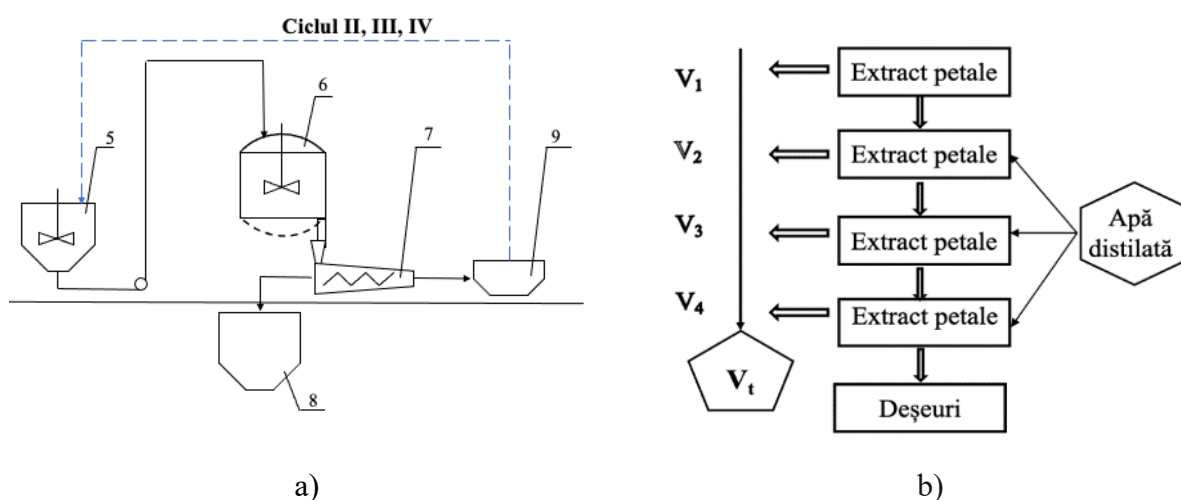 Ciclul II, III, IV
5
6
7
9
8
a)
V₁
V₂
V₃
V₄
Vₜ
Extract petale
Extract petale
Extract petale
Extract petale
Deșeuri
Apă
distilată
b)